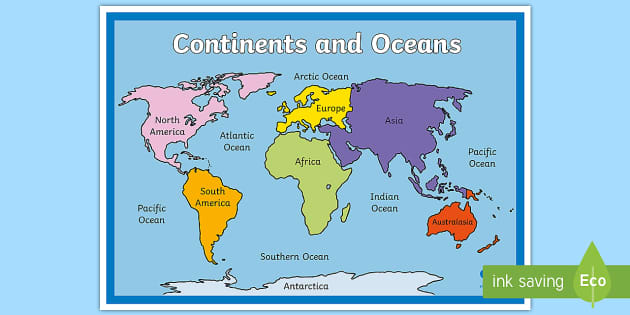 Continents and Oceans
Arctic Ocean
North
America
Europe
Asia
Atlantic
Ocean
Pacific
Ocean
Africa
South
America
Indian
Ocean
Pacific
Ocean
Australasia
Southern Ocean
Antarctica
ink saving
Eco